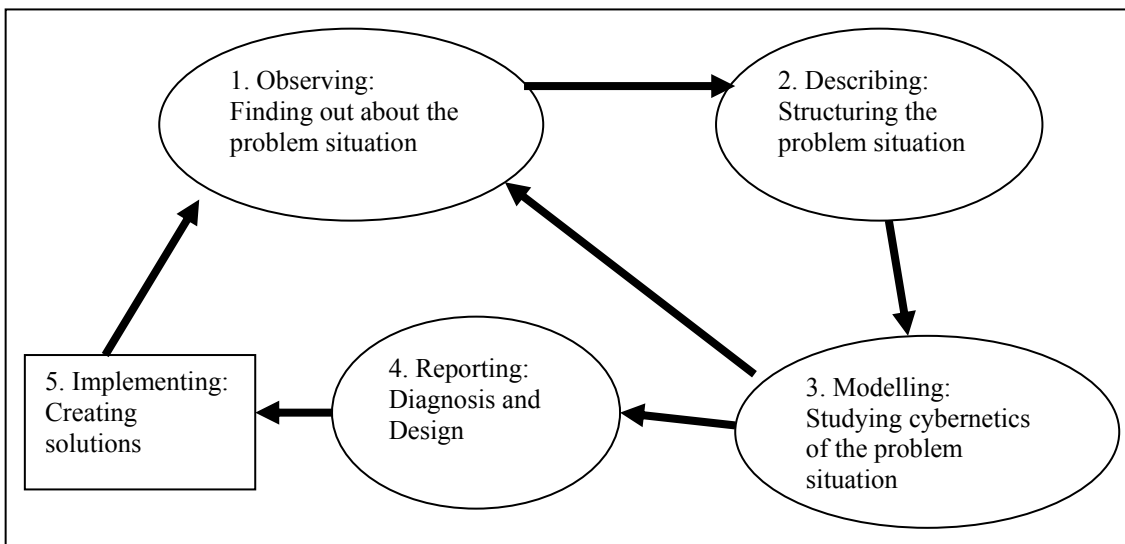 1. Observing:
Finding out about the
problem situation
2. Describing:
Structuring the
problem situation
3. Modelling:
Studying cybernetics
of the problem
situation
4. Reporting:
Diagnosis and
Design
5. Implementing:
Creating
solutions